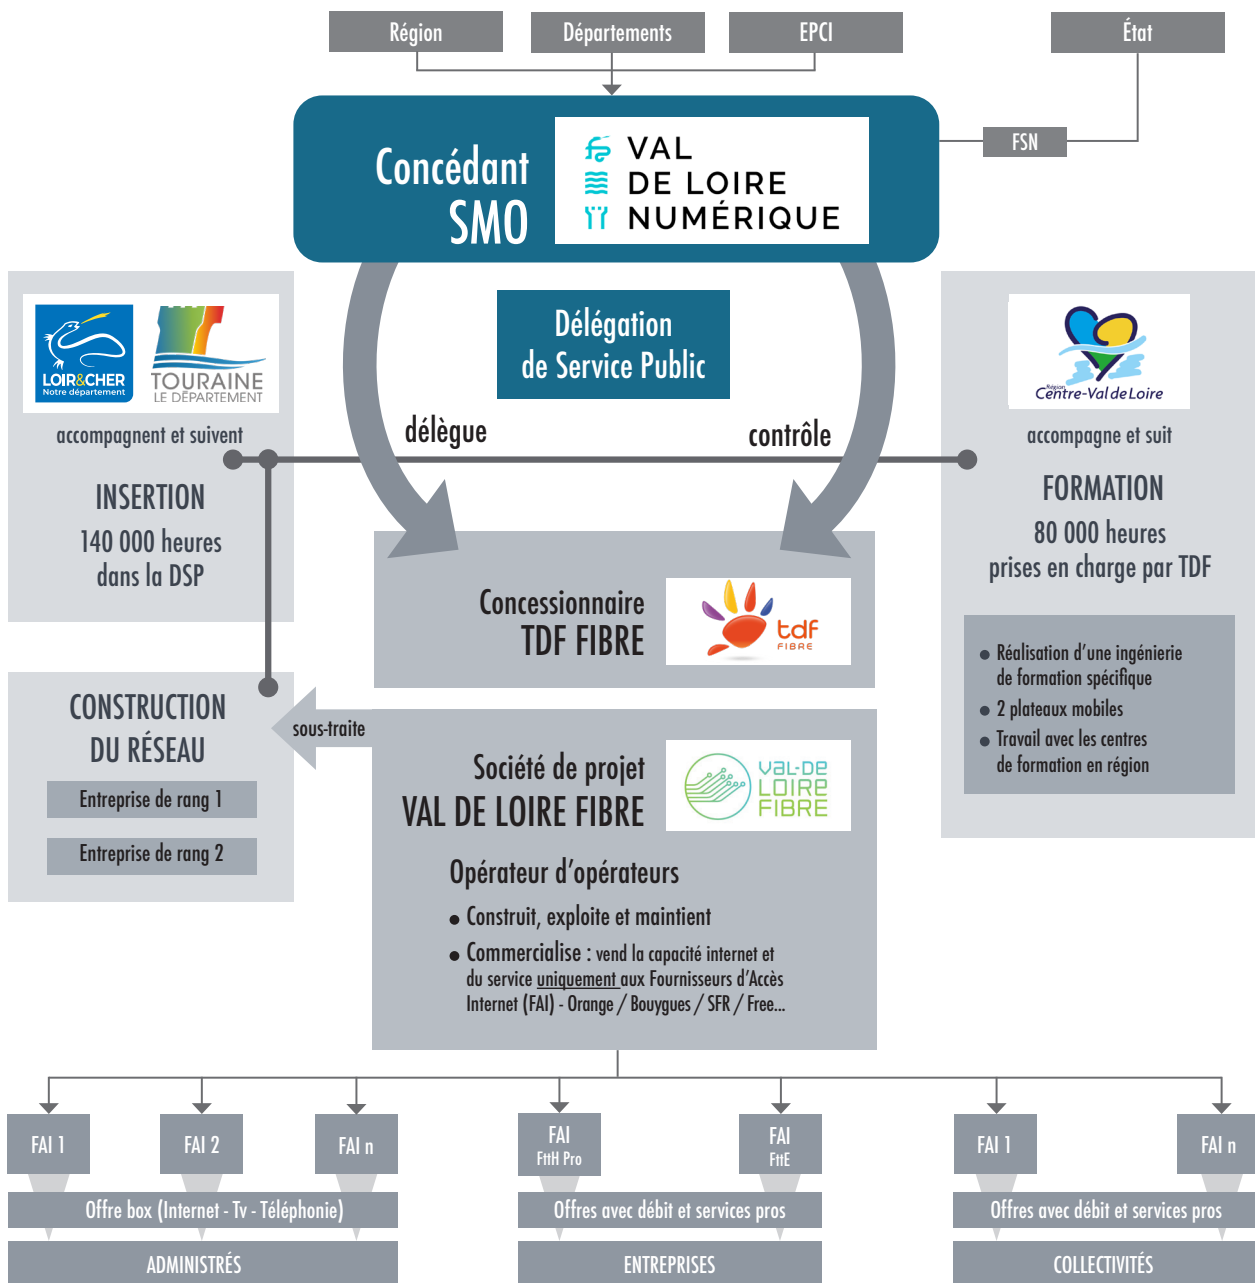 Région
Départements
EPCI
État
FSN
Concédant
SMO
VAL
DE LOIRE
NUMÉRIQUE
Délégation
de Service Public
LOIR&CHER
Notre département
TOURAINE
LE DÉPARTEMENT
accompagnent et suivent
INSERTION
140 000 heures
dans la DSP
délègue
contrôle
Région
Centre-Val de Loire
accompagne et suit
FORMATION
80 000 heures
prises en charge par TDF
Réalisation d'une ingénierie
de formation spécifique
2 plateaux mobiles
Travail avec les centres
de formation en région
Concessionnaire
TDF FIBRE
tdf
FIBRE
CONSTRUCTION
DU RÉSEAU
Entreprise de rang 1
Entreprise de rang 2
sous-traite
Société de projet
VAL DE LOIRE FIBRE
VAL-DE
LOIRE
FIBRE
Opérateur d'opérateurs
Construit, exploite et maintient
Commercialise : vend la capacité internet et
du service uniquement aux Fournisseurs d'Accès
Internet (FAI) - Orange / Bouygues / SFR / Free...
FAI 1
FAI 2
FAI n
FAI
FttH Pro
FAI
FttE
FAI 1
FAI n
Offre box (Internet - Tv - Téléphonie)
Offres avec débit et services pros
Offres avec débit et services pros
ADMINISTRÉS
ENTREPRISES
COLLECTIVITÉS